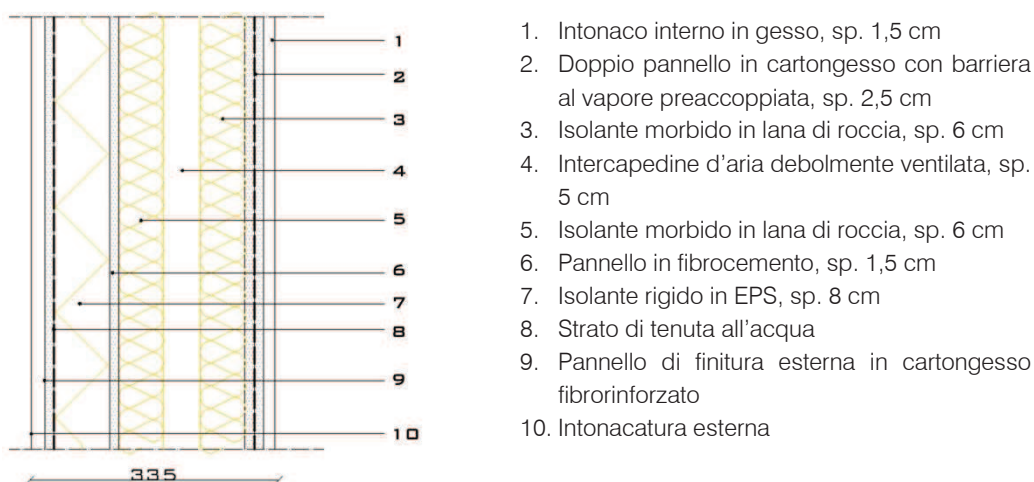 1
2
3
4
5
6
7
8
9
10
335
1. Intonaco interno in gesso, sp. 1,5 cm
2. Doppio pannello in cartongesso con barriera
al vapore preaccoppiata, sp. 2,5 cm
3. Isolante morbido in lana di roccia, sp. 6 cm
4. Intercapedine d'aria debolmente ventilata, sp.
5 cm
5. Isolante morbido in lana di roccia, sp. 6 cm
6. Pannello in fibrocemento, sp. 1,5 cm
7. Isolante rigido in EPS, sp. 8 cm
8. Strato di tenuta all'acqua
9. Pannello di finitura esterna in cartongesso
fibrorinforzato
10. Intonacatura esterna